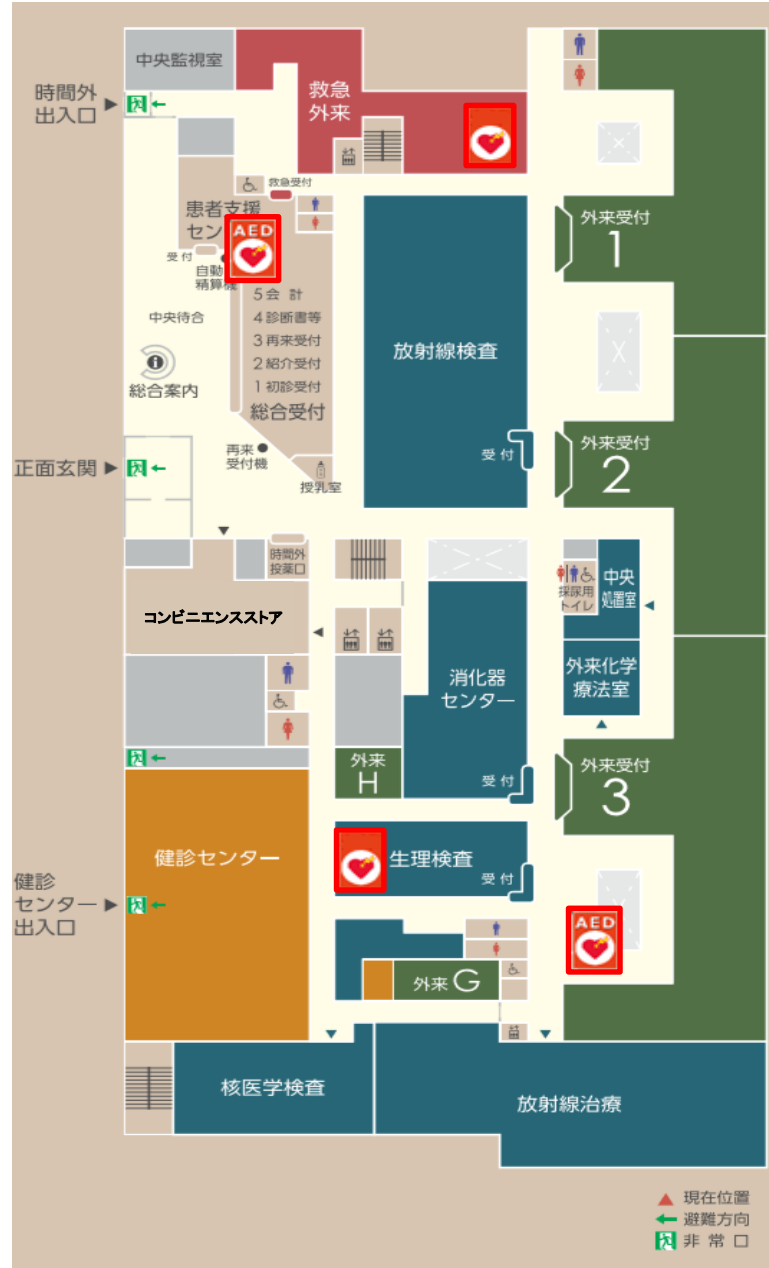 中央監視室
時間外
出入口
救急
外来
救急受付
患者支援
セン
AED
受付
自動
精算機
5 会 計
中央待合
4 診断書等
3 再来受付
2 紹介受付
1 初診受付
総合案内
総合受付
再来
受付機
授乳室
正面玄関
放射線検査
受付
外来受付
1
外来受付
2
時間外
投薬口
コンビニエンスストア
採尿用
トイレ
中央
処置室
外来化学
療法室
消化器
センター
受付
外来
H
外来受付
3
健診センター
生理検査
受付
健診
センター
出入口
AED
外来 G
核医学検査
放射線治療
現在位置
避難方向
非常口